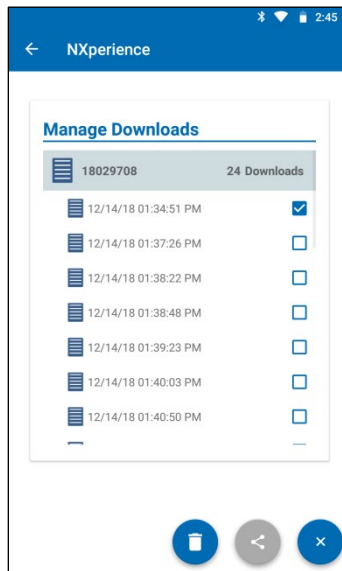 2:45
NXperience
Manage Downloads
18029708 24 Downloads
12/14/18 01:34:51 PM
12/14/18 01:37:26 PM
12/14/18 01:38:22 PM
12/14/18 01:38:48 PM
12/14/18 01:39:23 PM
12/14/18 01:40:03 PM
12/14/18 01:40:50 PM